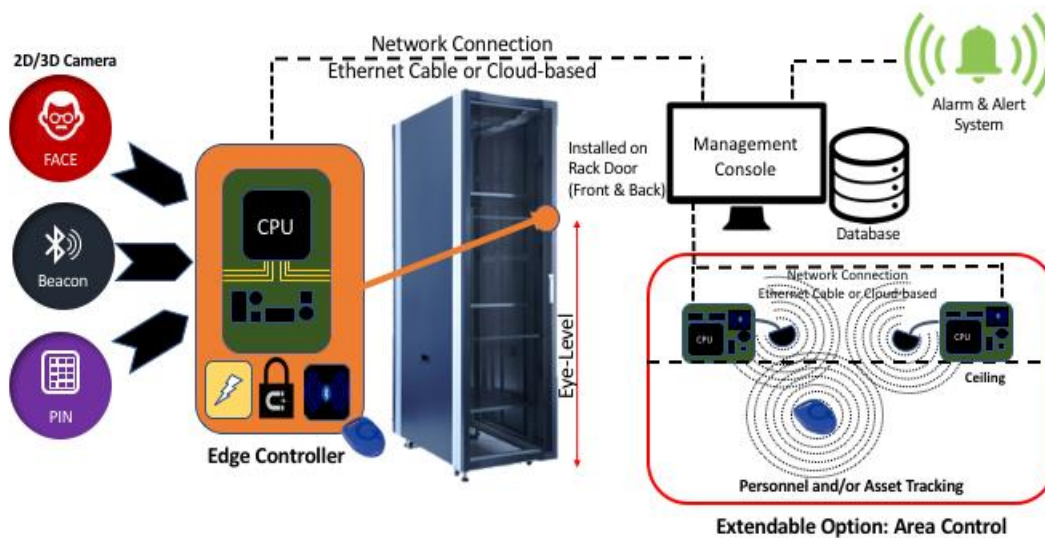 2D/3D Camera
FACE
Beacon
PIN
Network Connection
Ethernet Cable or Cloud-based
CPU
Edge Controller
Installed on
Rack Door
(Front & Back)
Eye-Level
Management
Console
Database
Alarm & Alert
System
Network Connection
Ethernet Cable or Cloud-based
CPU
CPU
Ceiling
Personnel and/or Asset Tracking
Extendable Option: Area Control